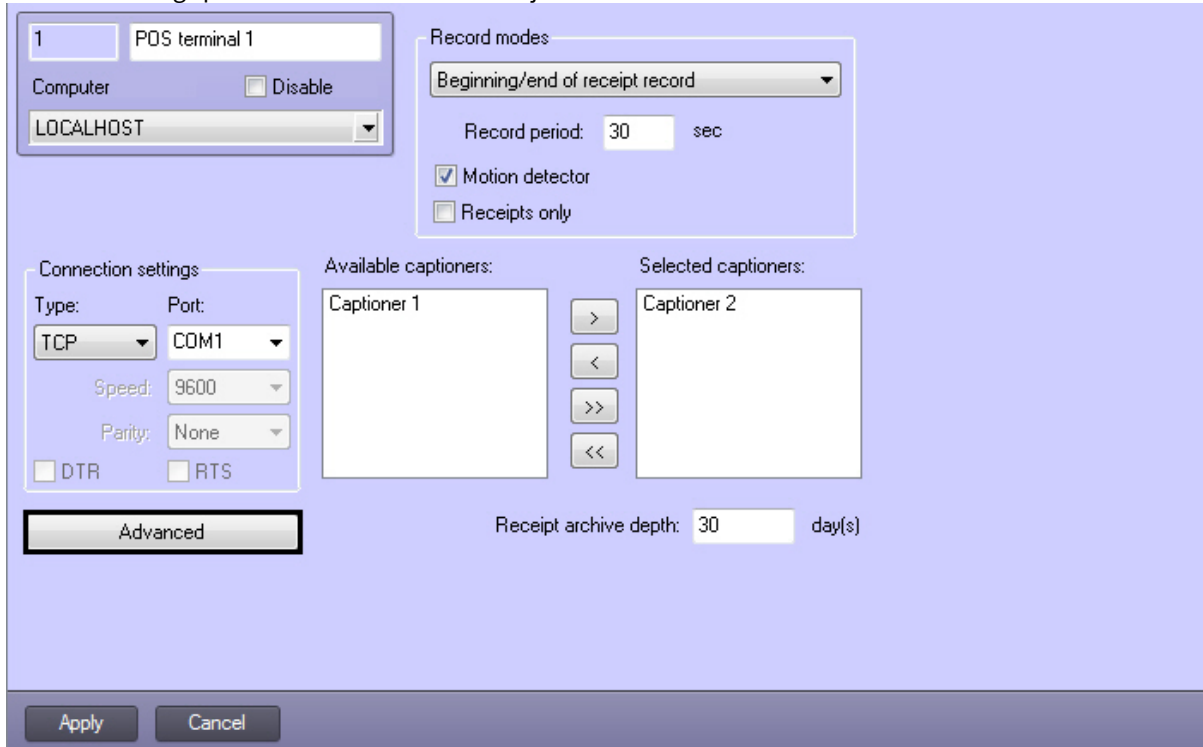 1 POS terminal 1
Computer Disable
LOCALHOST
Record modes
Beginning/end of receipt record
Record period: 30 sec
Motion detector
Receipts only
Connection settings
Type: Port:
TCP COM1
Speed: 9600
Parity: None
DTR RTS
Advanced
Available captioners:
Captioner 1
>
<
>>
<<
Selected captioners:
Captioner 2
Receipt archive depth: 30 day(s)
Apply Cancel